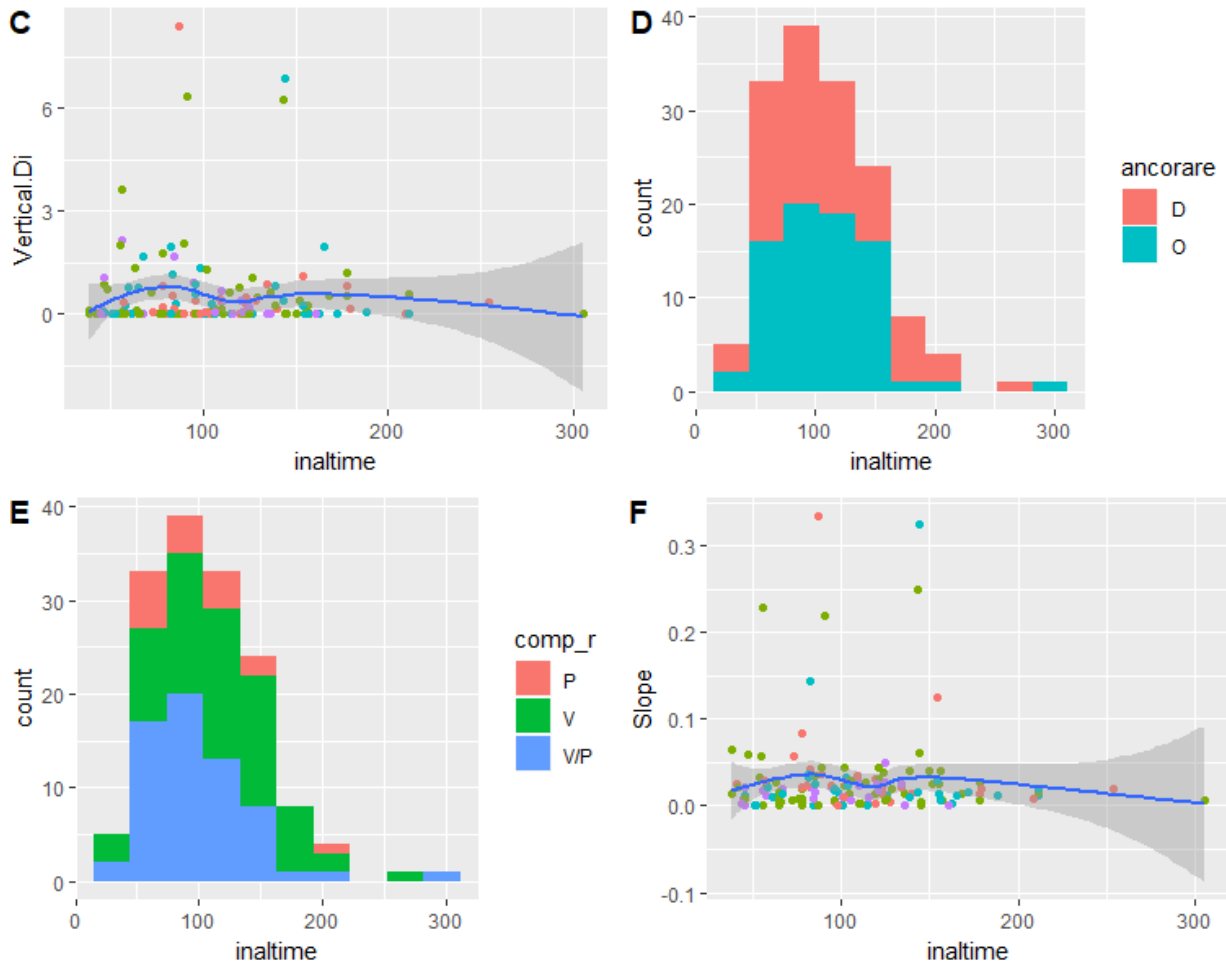 C
6
3
0
Vertical.Di
100
200
300
inaltime
D
40
30
20
10
0
count
0
100
200
300
inaltime
ancorare
D
O
E
40
30
20
10
0
count
0
100
200
300
inaltime
comp_r
P
V
V/P
F
0.3
0.2
0.1
0.0
-0.1
Slope
100
200
300
inaltime